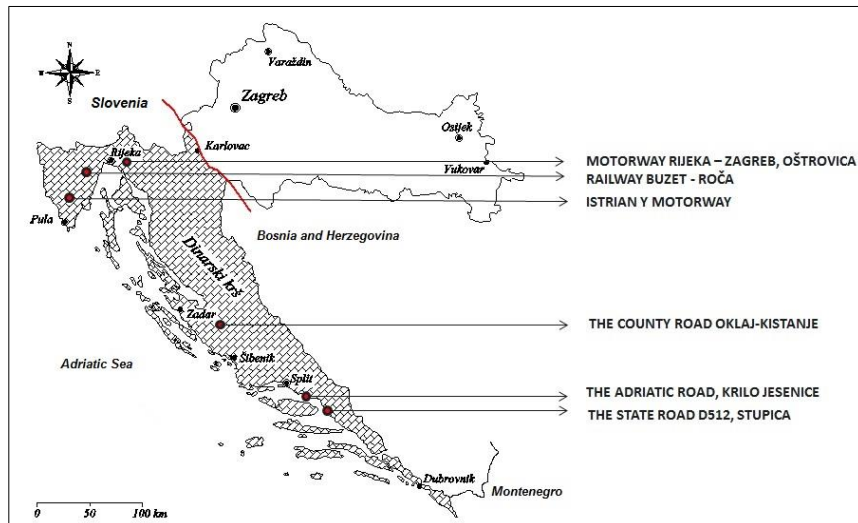 N
W
E
S
Varaždin
Zagreb
Slovenia
Osijek
Karlovac
Rijeka
Vukovar
MOTORWAY RIJEKA – ZAGREB, OŠTROVICA
RAILWAY BUZET - ROČA
ISTRIAN Y MOTORWAY
Pula
Bosnia and Herzegovina
Dinarski krš
Zadar
THE COUNTY ROAD OKLAJ-KISTANJE
Šibenik
Adriatic Sea
Split
THE ADRIATIC ROAD, KRILO JESENICE
THE STATE ROAD D512, STUPICA
Dubrovnik
Montenegro
0 50 100 km